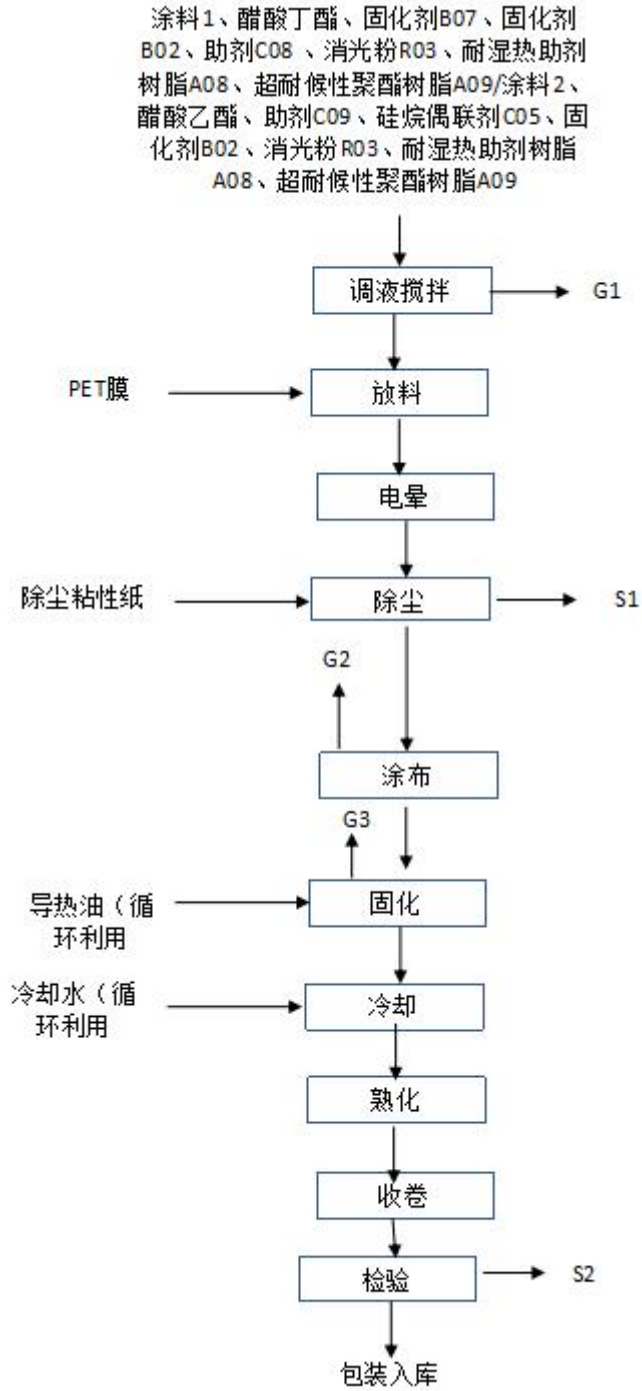 涂料1、醋酸丁酯、固化剂B07、固化剂
B02、助剂C08 、消光粉R03、耐湿热助剂
树脂A08、超耐候性聚酯树脂A09/涂料2、
醋酸乙酯、助剂C09、硅烷偶联剂C05、固
化剂B02、消光粉R03、耐湿热助剂树脂
A08、超耐候性聚酯树脂A09
调液搅拌
G1
PET膜
放料
电晕
除尘粘性纸
除尘
S1
G2
涂布
G3
导热油（循
环利用
固化
冷却水（循
环利用
冷却
熟化
收卷
检验
S2
包装入库